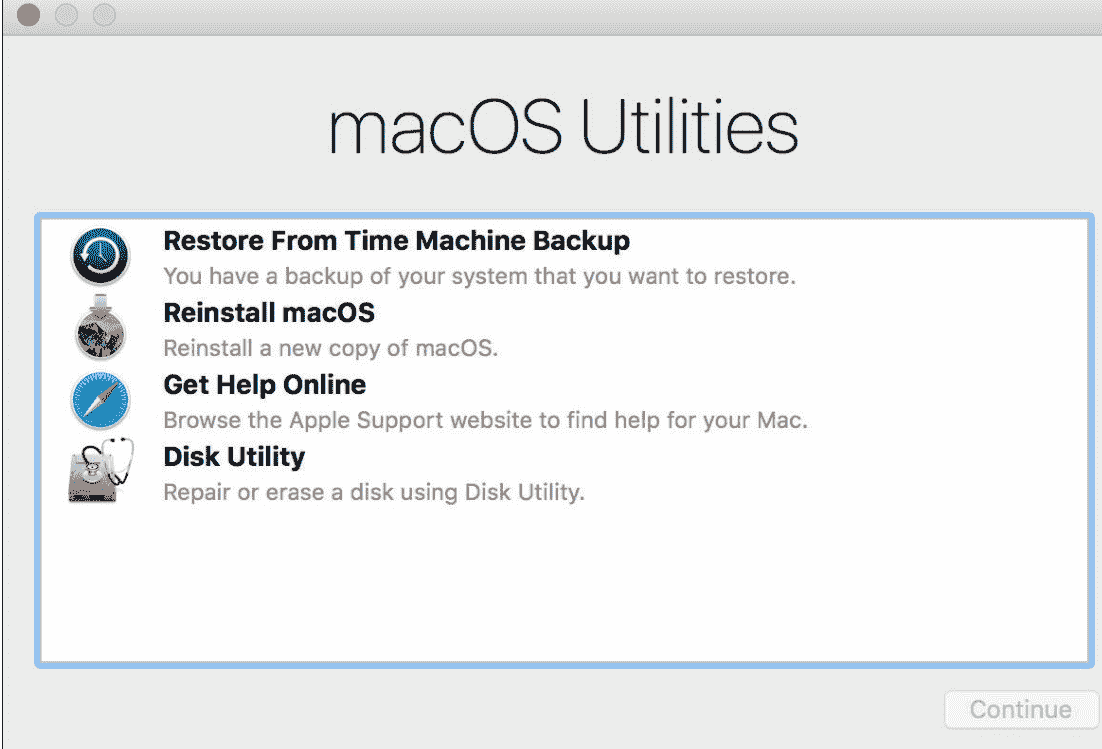 macOS Utilities
Restore From Time Machine Backup
You have a backup of your system that you want to restore.
Reinstall macOS
Reinstall a new copy of macOS.
Get Help Online
Browse the Apple Support website to find help for your Mac.
Disk Utility
Repair or erase a disk using Disk Utility.
Continue